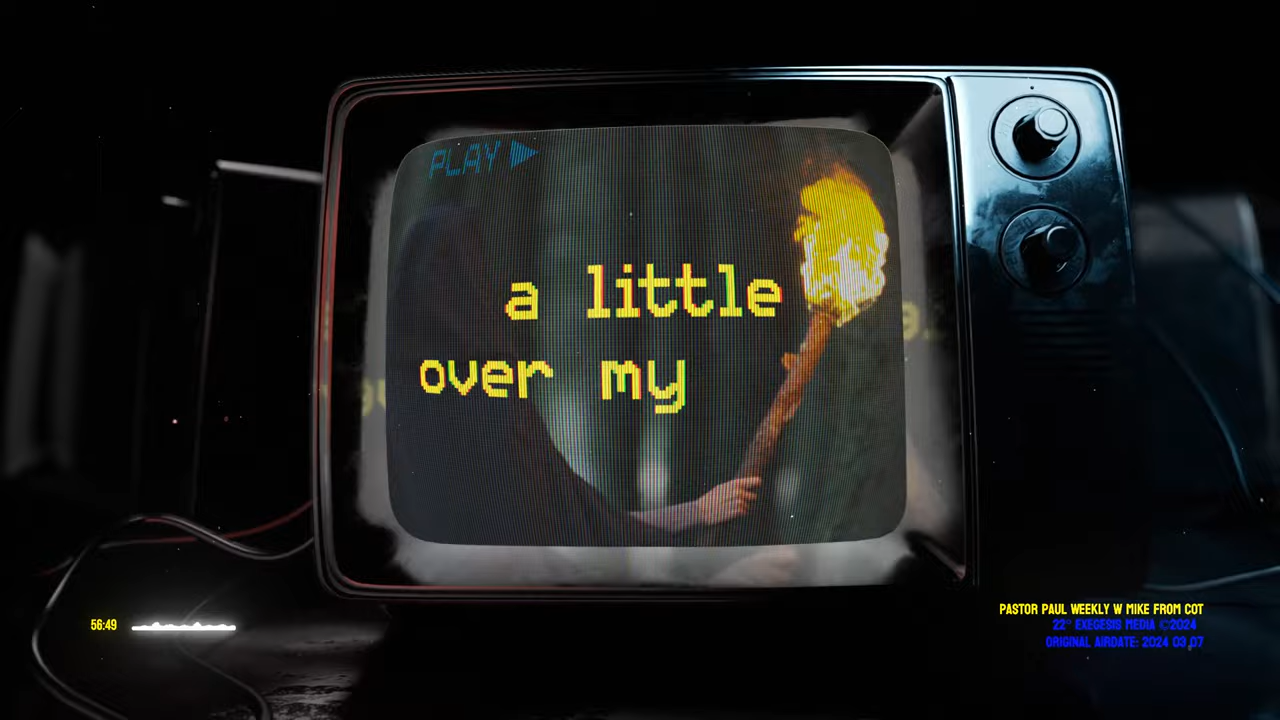 PLAY
a little
over my
56:49
PASTOR PAUL WEEKLY W MIKE FROM COT
22° EXEGESIS MEDIA ©2024
ORIGINAL AIRDATE: 2024 03,07